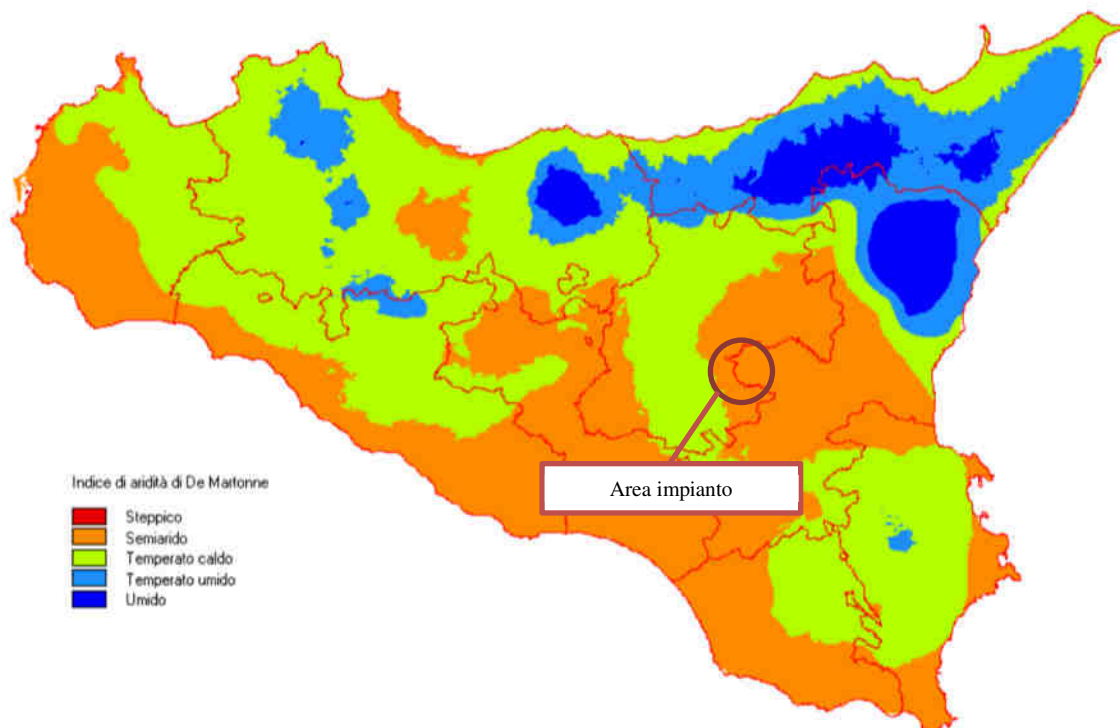 Area impianto
Indice di aridità di De Martonne
Steppico
Semiarido
Temperato caldo
Temperato umido
Umido